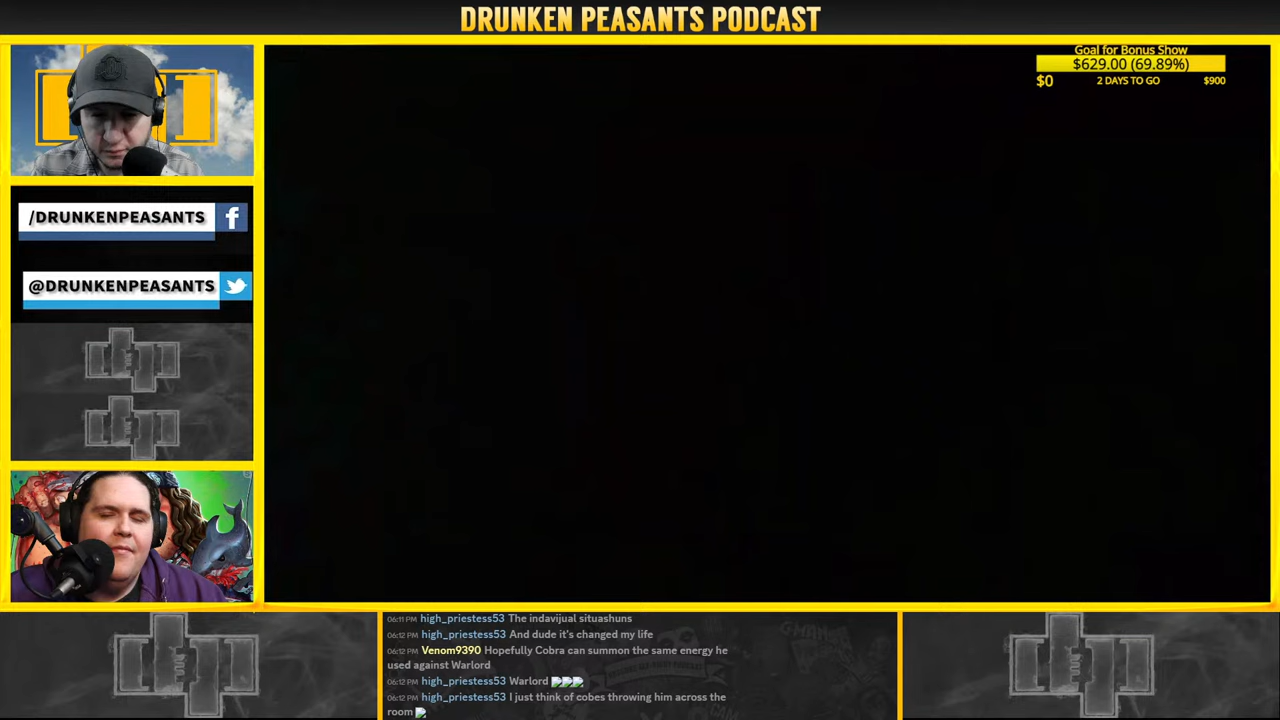 DRUNKEN PEASANTS PODCAST
Goal for Bonus Show
$629.00 (69.89%)
$0 2 DAYS TO GO $900
/DRUNKENPEASANTS
@DRUNKENPEASANTS
06:11 PM high_priestess53 The indavijual situashuns
06:12 PM high_priestess53 And dude it's changed my life
06:12 PM Venom9390 Hopefully Cobra can summon the same energy he
used against Warlord
06:12 PM high_priestess53 Warlord
06:12 PM high_priestess53 I just think of cobes throwing him across the
room